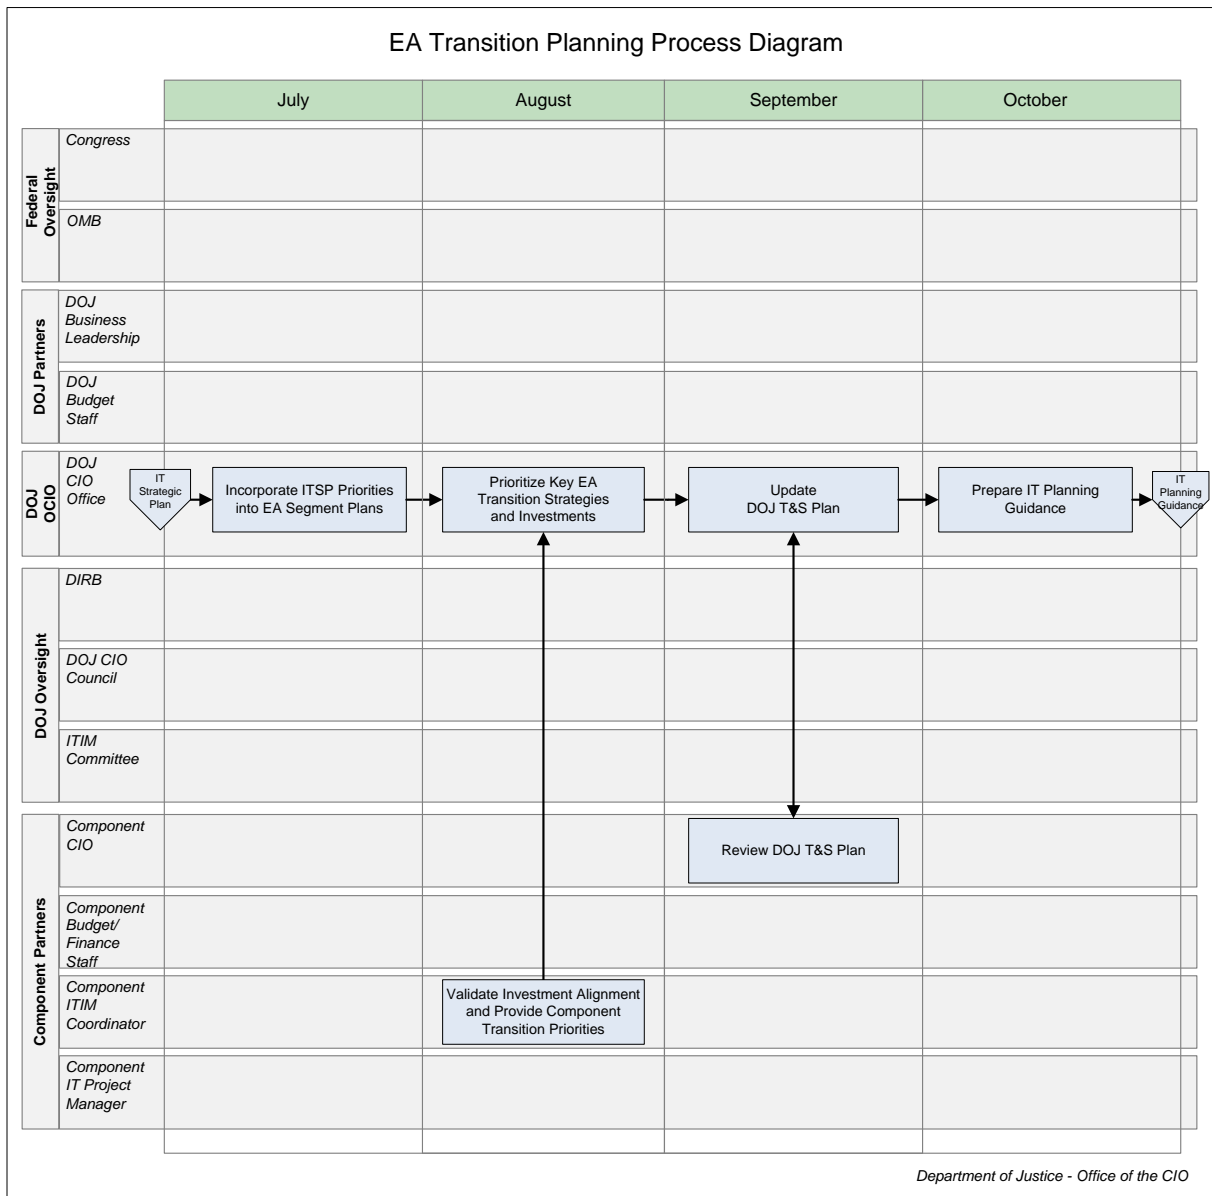 EA Transition Planning Process Diagram
July
August
September
October
Federal
Oversight
Congress
OMB
DOJ Partners
DOJ
Business
Leadership
DOJ
Budget
Staff
DOJ
OCIO
DOJ
CIO
Office
IT
Strategic
Plan
Incorporate ITSP Priorities
into EA Segment Plans
Prioritize Key EA
Transition Strategies
and Investments
Update
DOJ T&S Plan
Prepare IT Planning
Guidance
IT
Planning
Guidance
DOJ Oversight
DIRB
DOJ CIO
Council
ITIM
Committee
Component Partners
Component
CIO
Review DOJ T&S Plan
Component
Budget/
Finance
Staff
Component
ITIM
Coordinator
Validate Investment Alignment
and Provide Component
Transition Priorities
Component
IT Project
Manager
Department of Justice - Office of the CIO